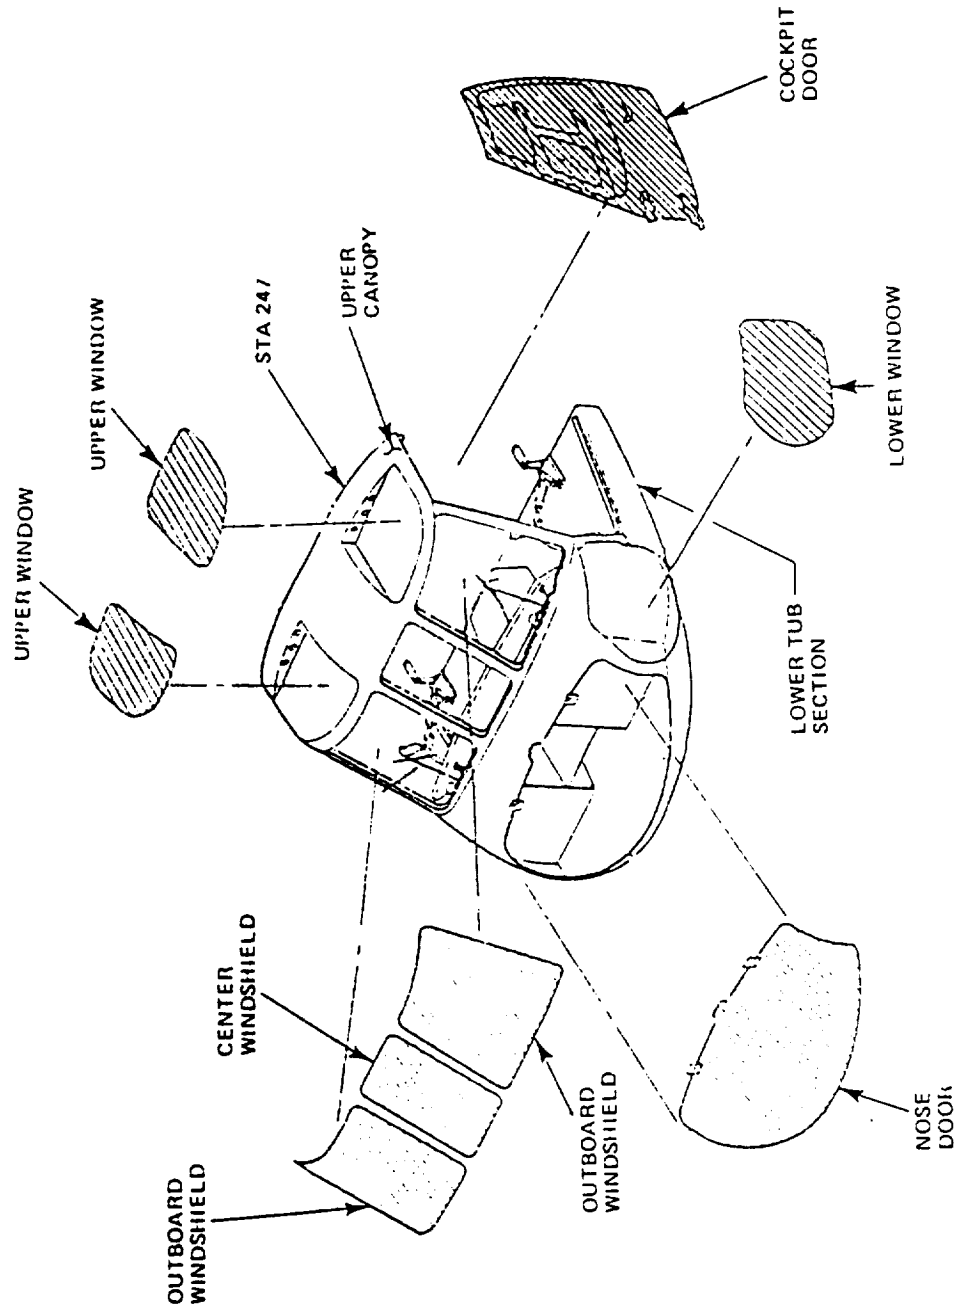 UPPER WINDOW
UPPER WINDOW
STA 247
UPPER
CANOPY
COCKPIT
DOOR
CENTER
WINDSHIELD
OUTBOARD
WINDSHIELD
OUTBOARD
WINDSHIELD
LOWER TUB
SECTION
LOWER WINDOW
NOSE
DOOR